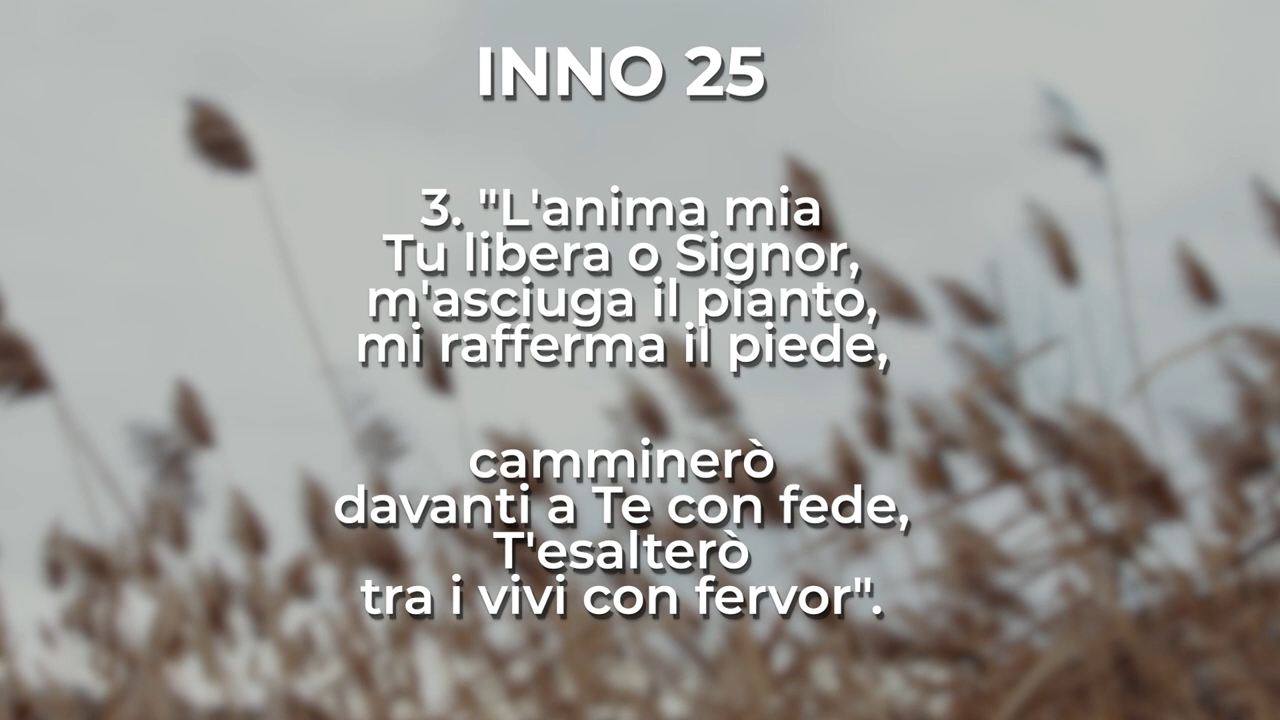 INNO 25
3. "L'anima mia
Tu libera o Signor,
m'asciuga il pianto,
mi rafferma il piede,
camminerò
davanti a Te con fede,
T'esalterò
tra i vivi con fervor".